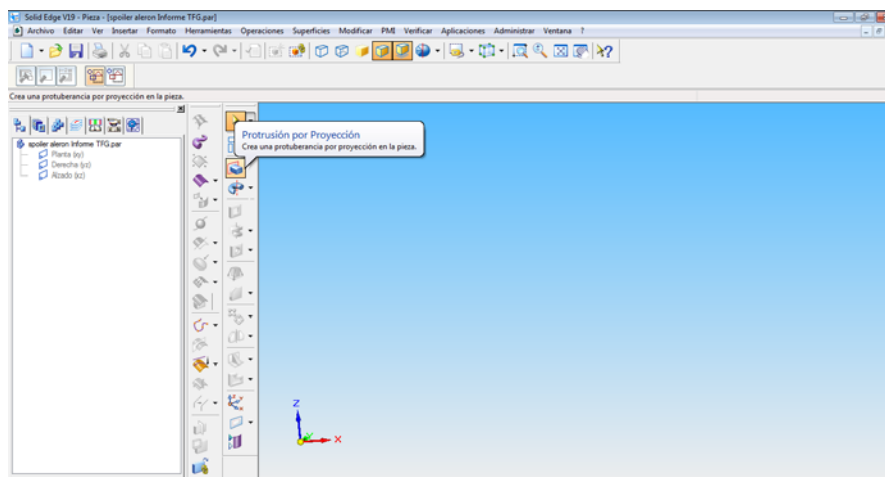 Solid Edge V19 - Pieza - [spoiler aleron Informe TFG.par]
Archivo Editar Ver Insertar Formato Herramientas Operaciones Superficies Modificar PMI Verificar Aplicaciones Administrar Ventana ?
Crea una protuberancia por proyección en la pieza.
Protrusión por Proyección
Crea una protuberancia por proyección en la pieza.
spoiler aleron Informe TFG.par
Planta (xy)
Derecha (yz)
Alzado (xz)
Z
X